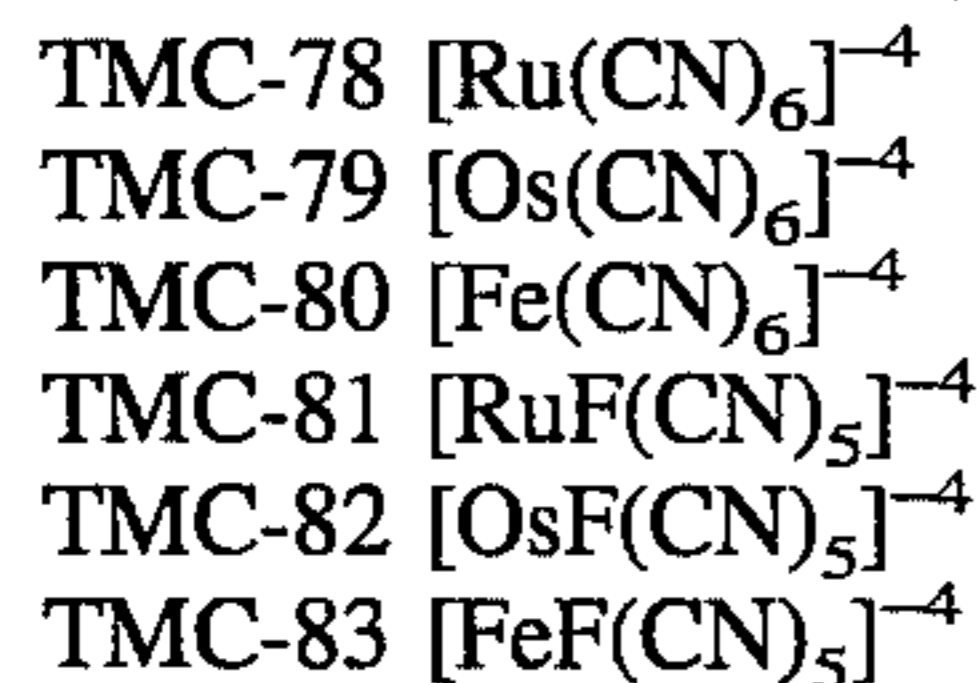 TMC-78 [Ru(CN)₆]⁻⁴
TMC-79 [Os(CN)₆]⁻⁴
TMC-80 [Fe(CN)₆]⁻⁴
TMC-81 [RuF(CN)₅]⁻⁴
TMC-82 [OsF(CN)₅]⁻⁴
TMC-83 [FeF(CN)₅]⁻⁴